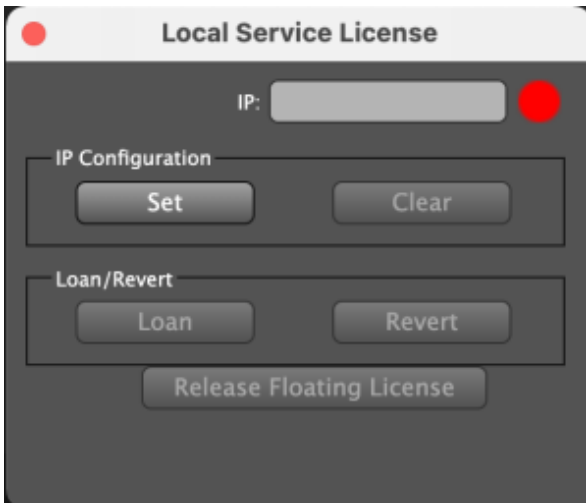 Local Service License
IP:
IP Configuration
Set Clear
Loan/Revert
Loan Revert
Release Floating License